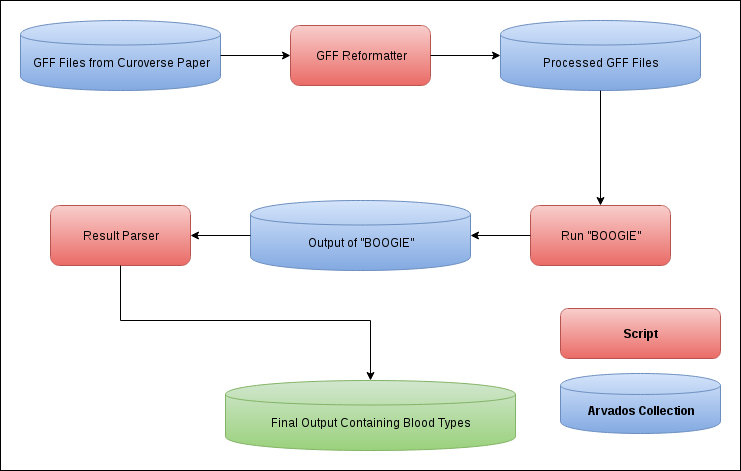 GFF Files from Curoverse Paper
GFF Reformatter
Processed GFF Files
Result Parser
Output of "BOOGIE"
Run "BOOGIE"
Script
Arvados Collection
Final Output Containing Blood Types